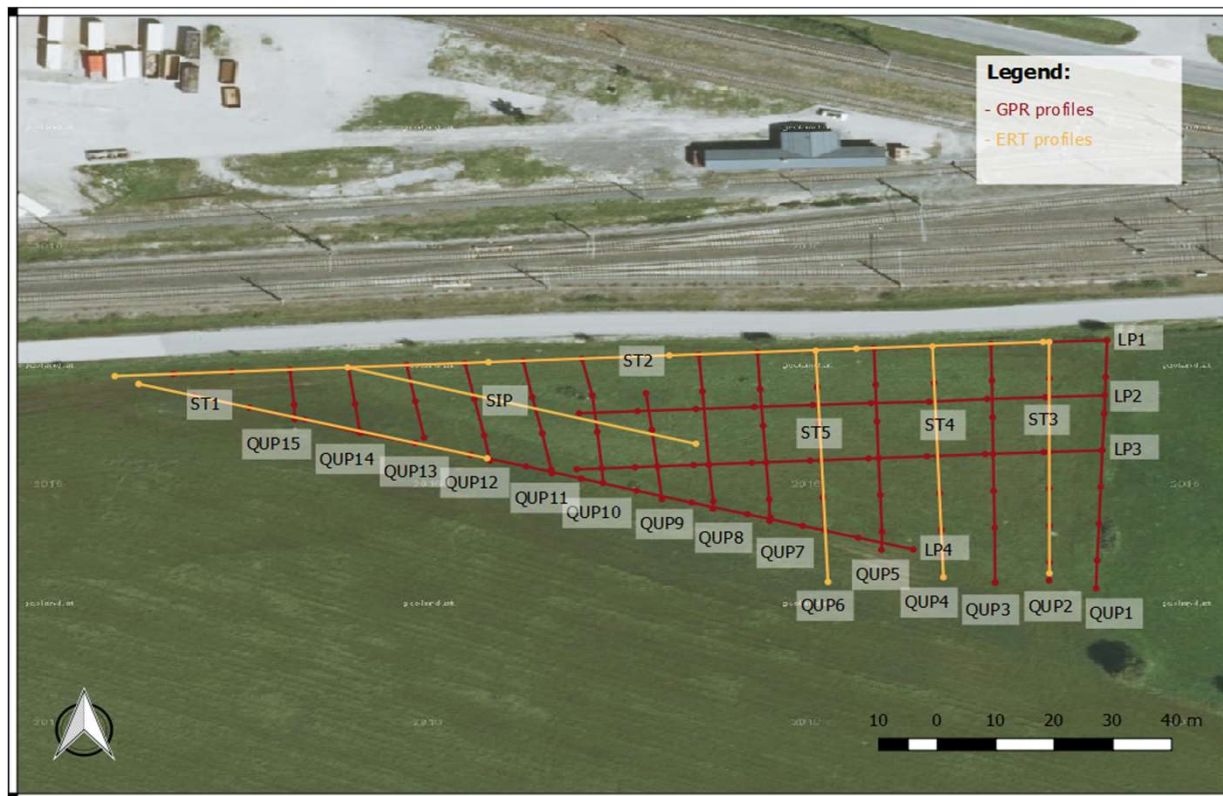 Legend:
- GPR profiles
- ERT profiles
LP1
ST2
LP2
SIP
ST1
ST5
ST4
ST3
QUP15
LP3
QUP14
QUP13
QUP12
QUP11
QUP10
QUP9
QUP8
QUP7
LP4
QUP5
QUP6
QUP4
QUP3
QUP2
QUP1
10 0 10 20 30 40 m